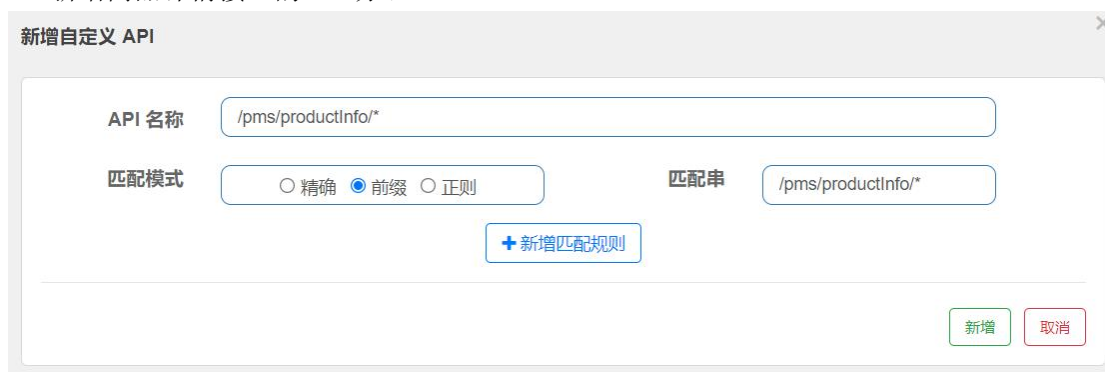 新增自定义 API
×
API 名称 /pms/productInfo/*
匹配模式 精确 前缀 正则 匹配串 /pms/productInfo/*
+新增匹配规则
新增 取消